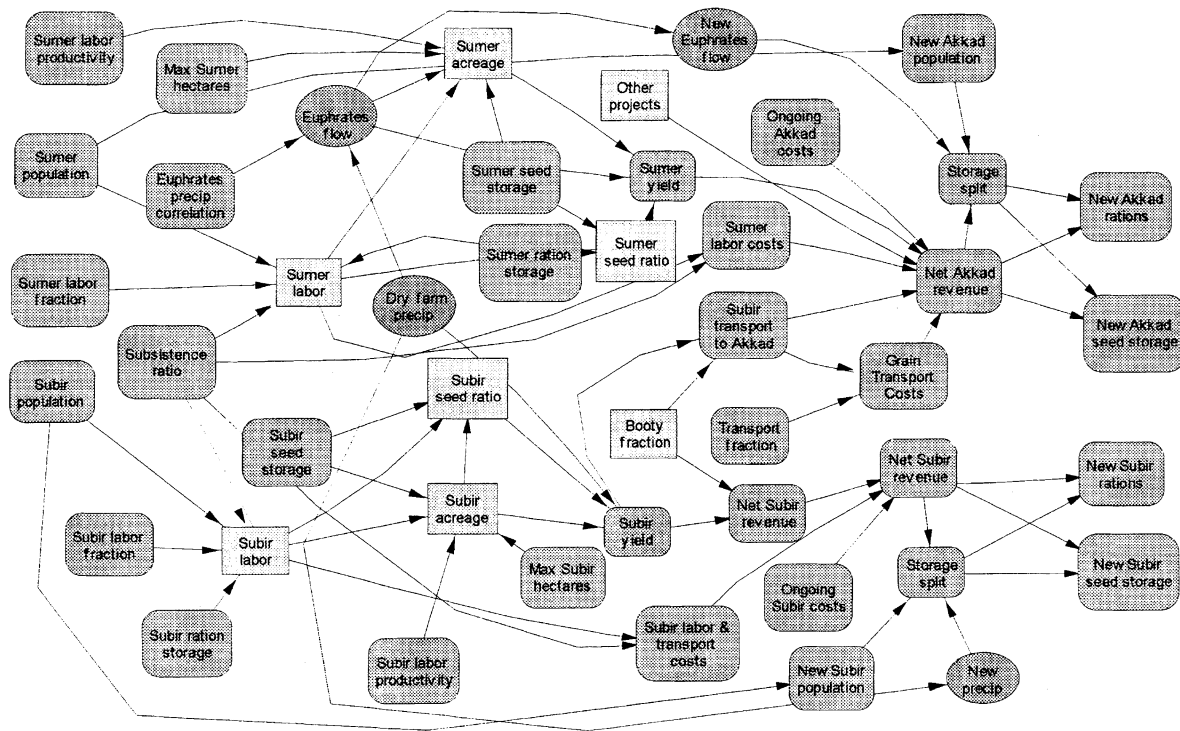 Sumer labor
productivity
Max Sumer
hectares
Sumer
acreage
New
Euphrates
flow
New Akkad
population
Other
projects
Euphrates
flow
Ongoing
Akkad
costs
Sumer
population
Euphrates
precip
correlation
Sumer seed
storage
Sumer
yield
Storage
split
New Akkad
rations
Sumer
labor costs
Sumer ration
storage
Sumer
seed ratio
Sumer labor
fraction
Sumer
labor
Dry farm
precip
Net Akkad
revenue
Subir
transport
to Akkad
New Akkad
seed storage
Subsistence
ratio
Grain
Transport
Costs
Subir
population
Subir
seed ratio
Booty
fraction
Transport
fraction
Subir
seed
storage
Net Subir
revenue
New Subir
rations
Subir
acreage
Net Subir
revenue
Subir
yield
Subir labor
fraction
Subir
labor
Max Subir
hectares
Storage
split
New Subir
seed storage
Ongoing
Subir costs
Subir ration
storage
Subir labor &
transport
costs
Subir labor
productivity
New Subir
population
New
precip